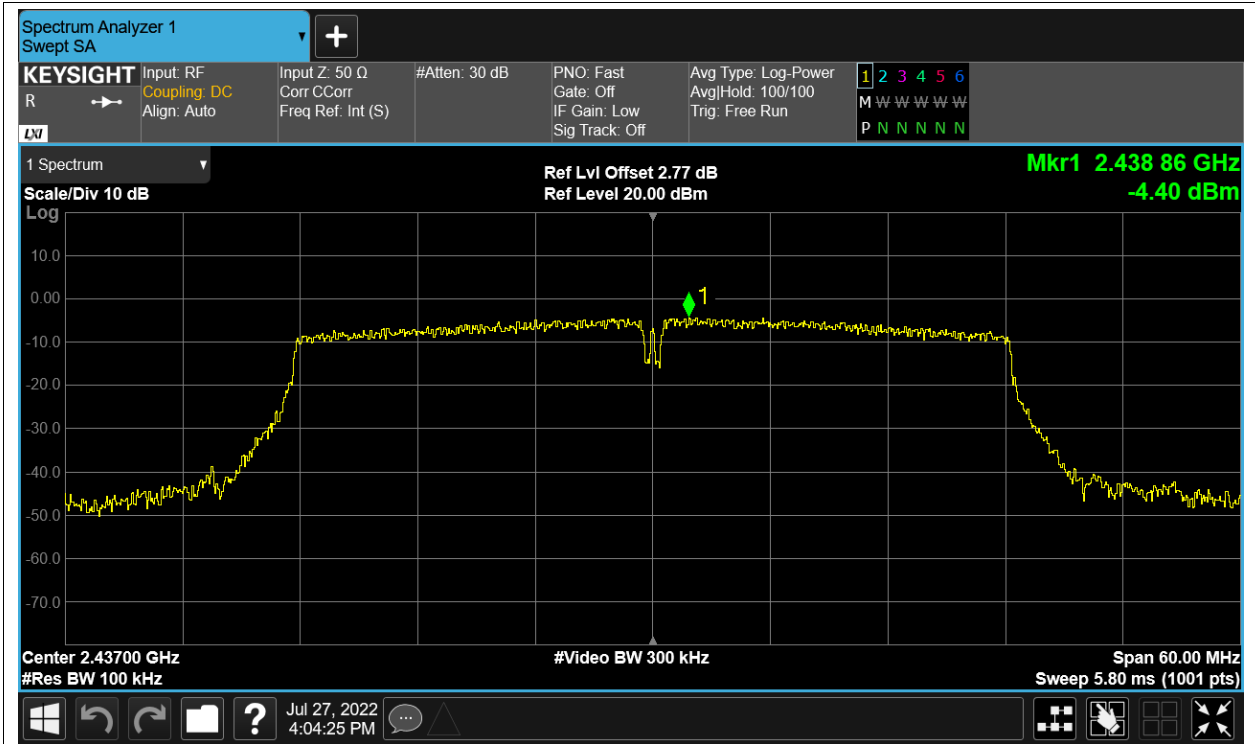 Spectrum Analyzer 1
Swept SA
KEYSIGHT
R
LXI
Input: RF
Coupling: DC
Align: Auto
Input Z: 50 Ω
Corr CCorr
Freq Ref: Int (S)
#Atten: 30 dB
PNO: Fast
Gate: Off
IF Gain: Low
Sig Track: Off
Avg Type: Log-Power
Avg|Hold: 100/100
Trig: Free Run
1 2 3 4 5 6
M W W W W W
P N N N N N
1 Spectrum
Scale/Div 10 dB
Log
Ref Lvl Offset 2.77 dB
Ref Level 20.00 dBm
Mkr1 2.438 86 GHz
-4.40 dBm
10.0
0.00
1
-10.0
-20.0
-30.0
-40.0
-50.0
-60.0
-70.0
Center 2.43700 GHz
#Video BW 300 kHz
Span 60.00 MHz
#Res BW 100 kHz
Sweep 5.80 ms (1001 pts)
?
Jul 27, 2022
4:04:25 PM